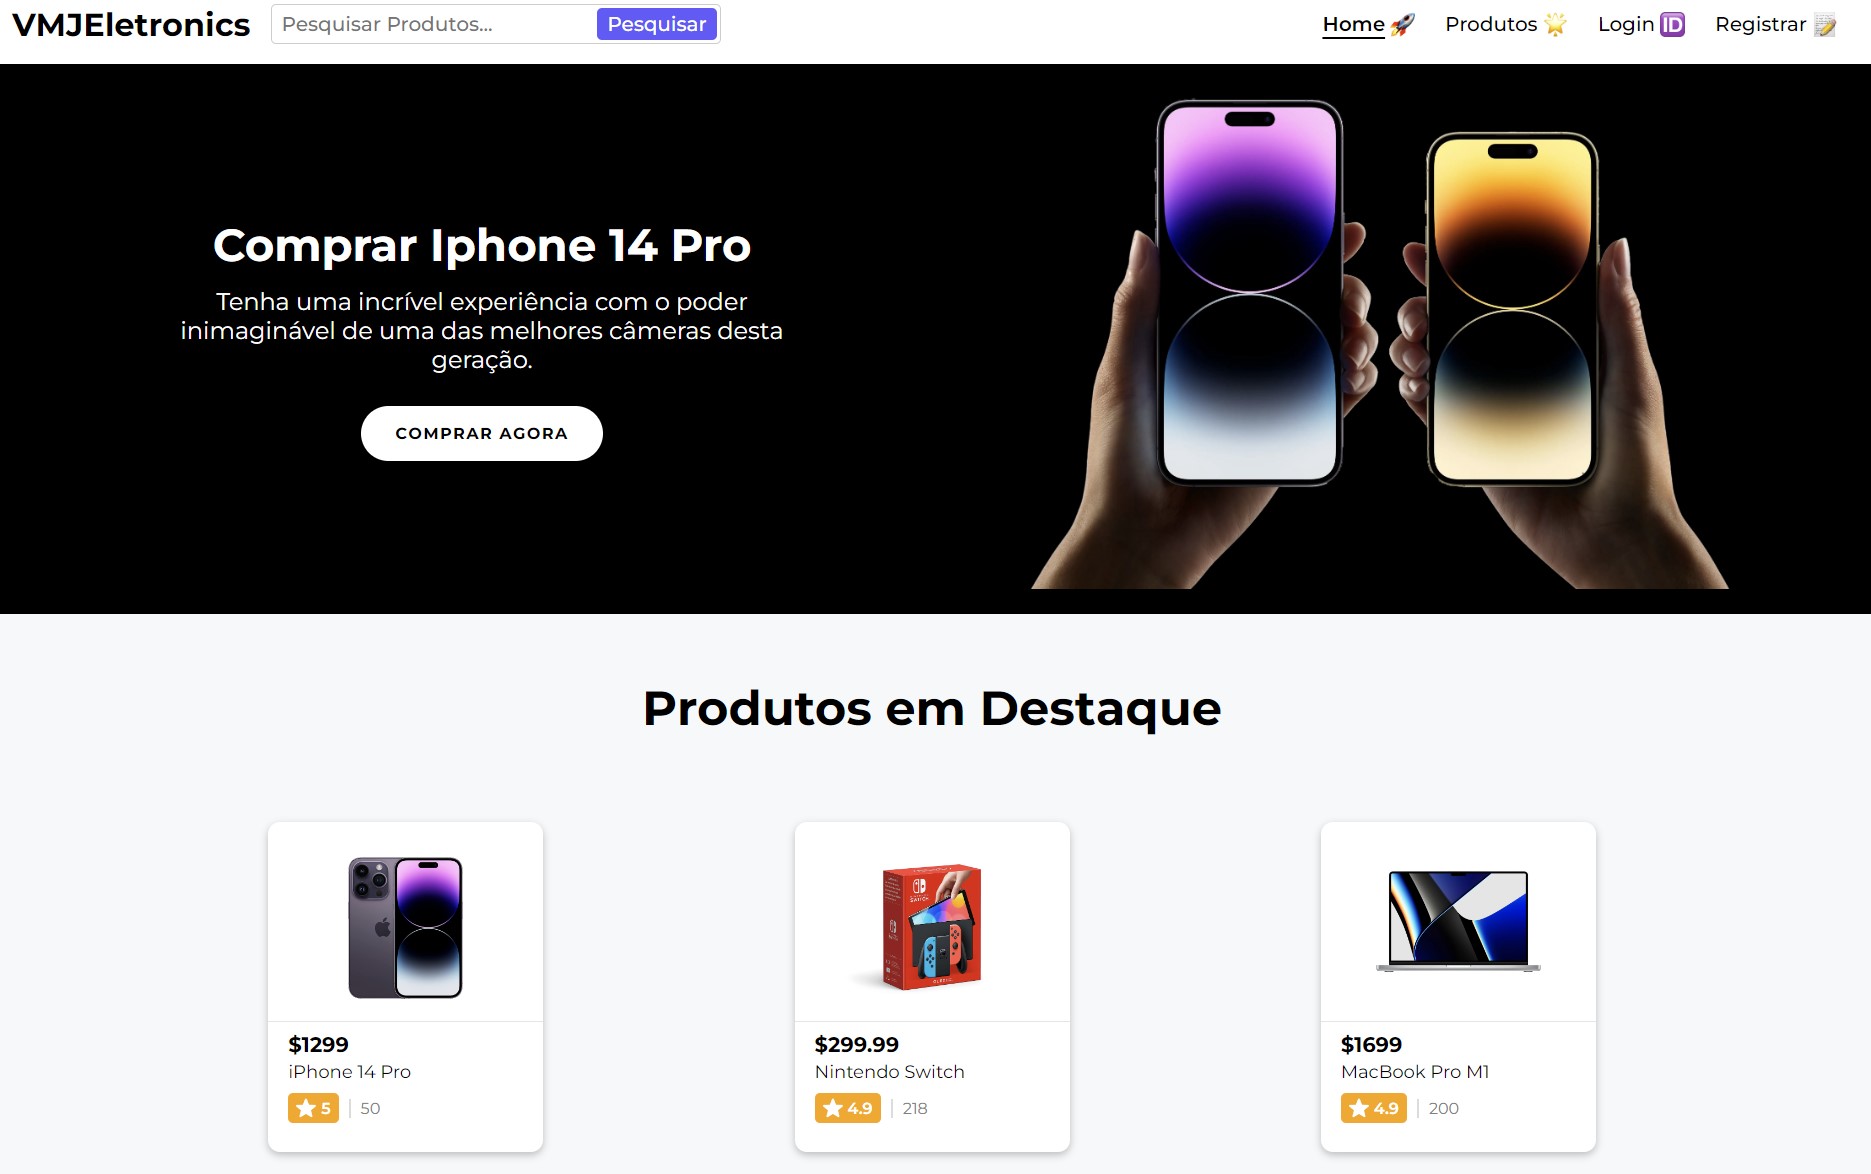 VMJEletronics
Pesquisar Produtos...
Pesquisar
Home 🚀
Produtos 🌟
Login 🆔
Registrar 📝
Comprar Iphone 14 Pro
Tenha uma incrível experiência com o poder
inimaginável de uma das melhores câmeras desta
geração.
COMPRAR AGORA
Produtos em Destaque
SWITCH
$1299
iPhone 14 Pro
5 | 50
$299.99
Nintendo Switch
4.9 | 218
$1699
MacBook Pro M1
4.9 | 200